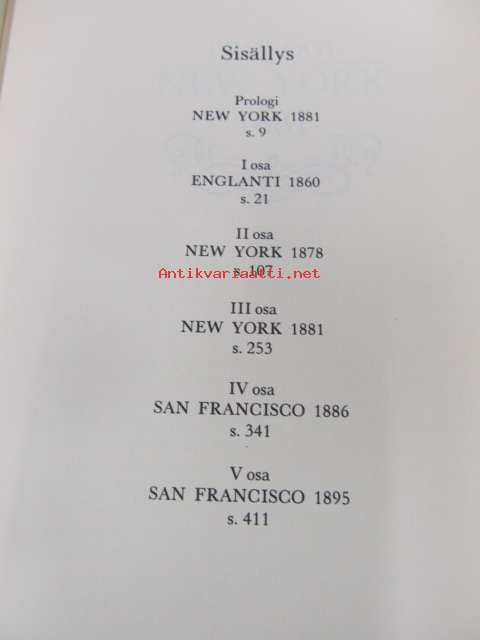 Sisällys
Prologi
NEW YORK 1881
s. 9
I osa
ENGLANTI 1860
s. 21
II osa
NEW YORK 1878
Antikvariaatti.net
s. 107
III osa
NEW YORK 1881
s. 253
IV osa
SAN FRANCISCO 1886
s. 341
V osa
SAN FRANCISCO 1895
s. 411